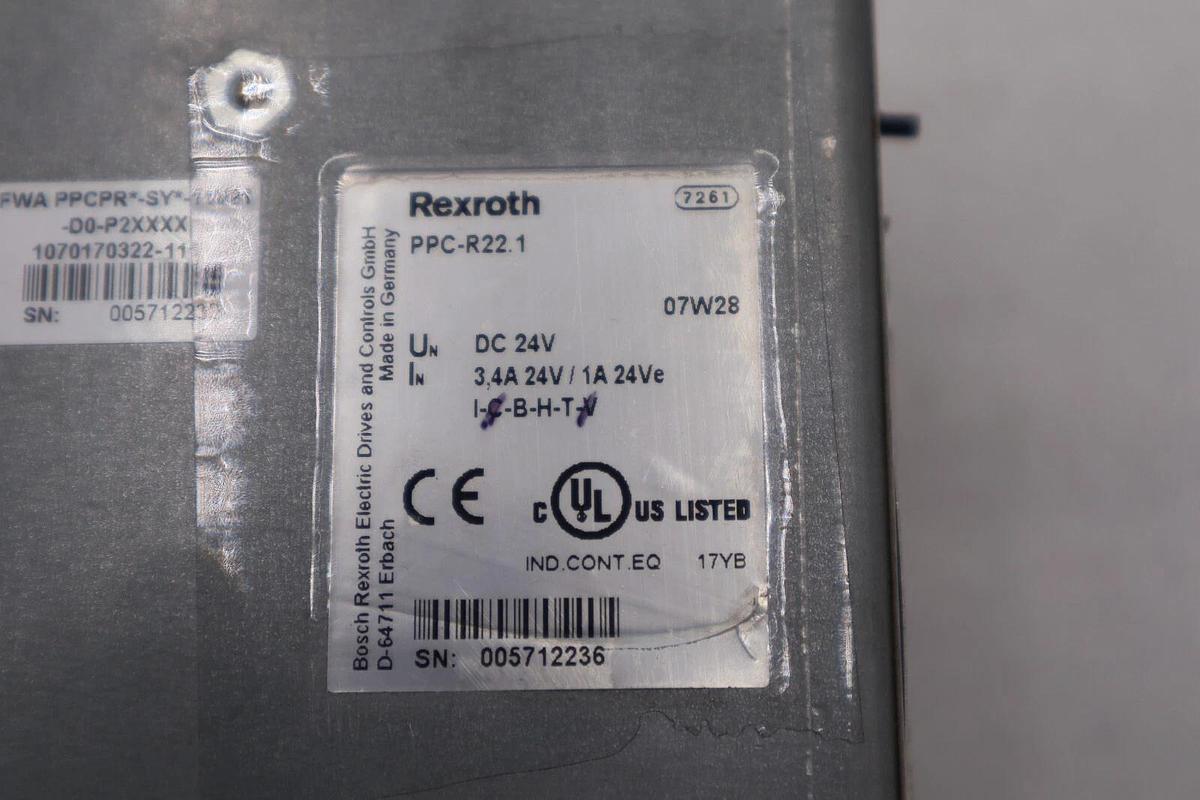 FWA PPCPR*-SY*-
-D0-P2XXXX
1070170322-11
SN: 005712236
Rexroth
7261
PPC-R22.1
07W28
UN DC 24V
IN 3,4A 24V / 1A 24Ve
I-S-B-H-T-V
CE
C UL US LISTED
IND.CONT.EQ 17YB
SN: 005712236
Bosch Rexroth Electric Drives and Controls GmbH
D-64711 Erbach Made in Germany